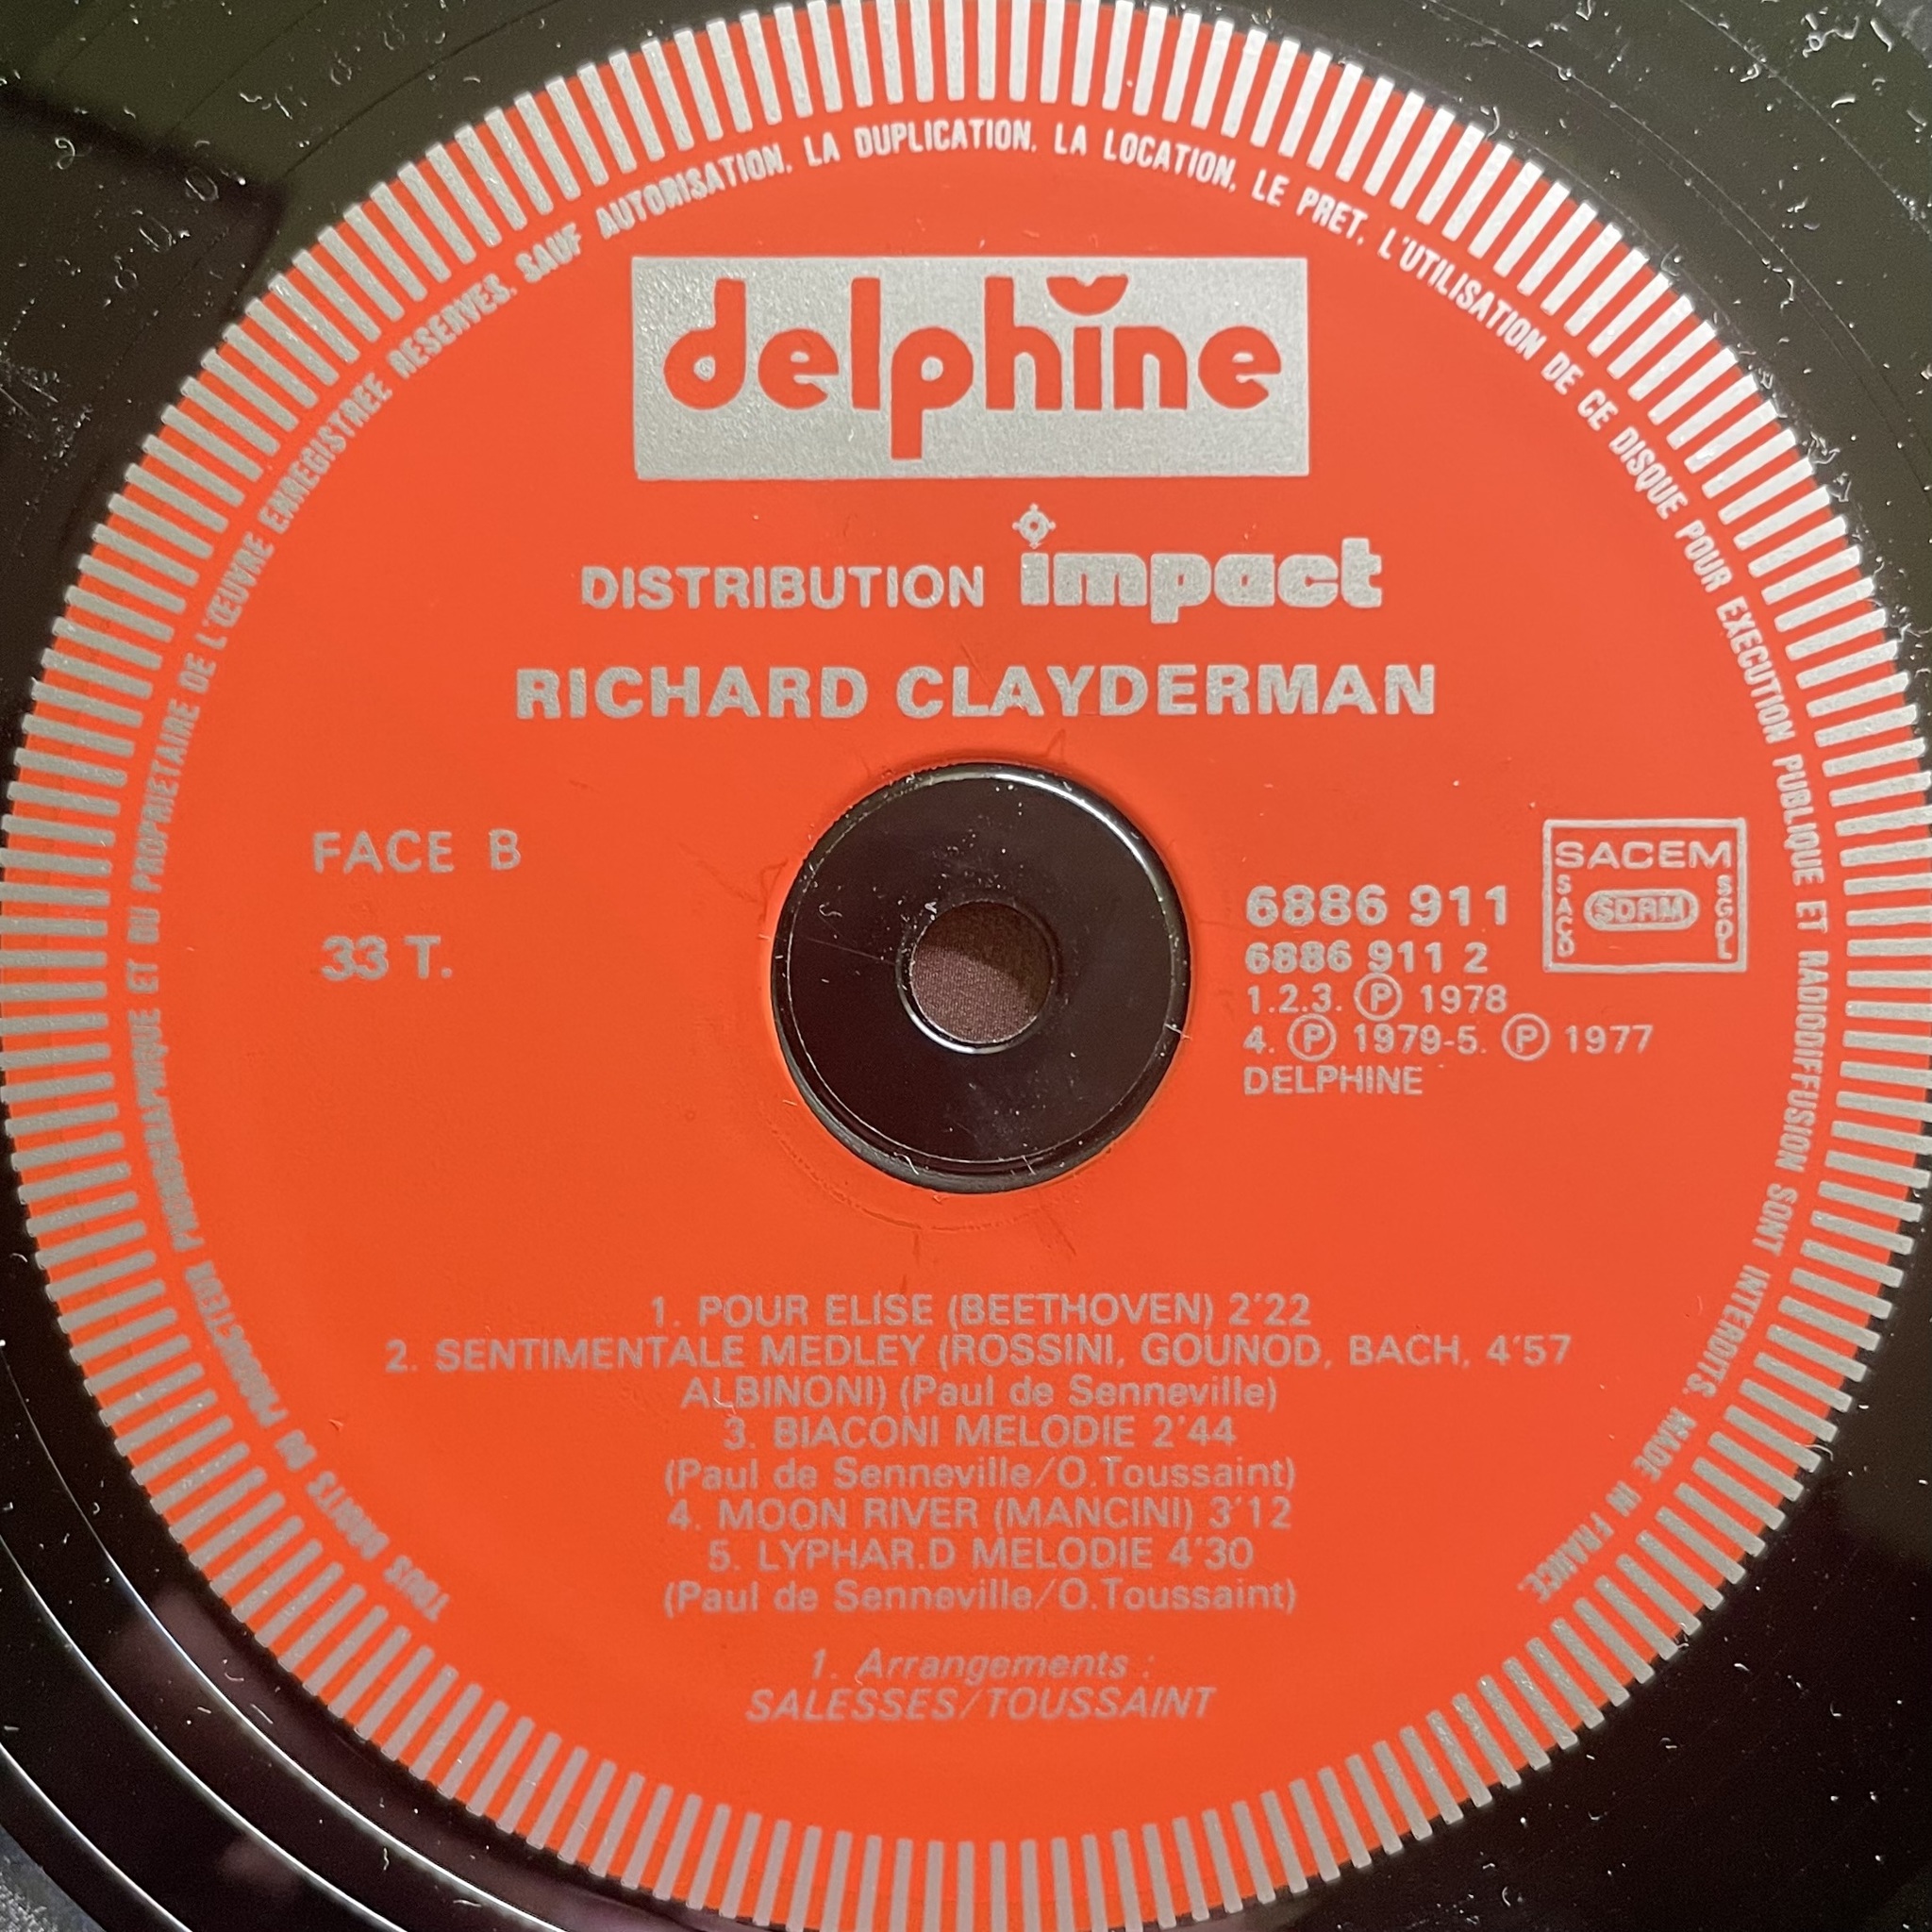 TOUS DROITS DU PRODUCTEUR PHONOGRAPHIQUE ET DU PROPRIETAIRE DE L'ŒUVRE ENREGISTREE RESERVES. SAUF AUTORISATION, LA DUPLICATION, LA LOCATION, LE PRET, L'UTILISATION DE CE DISQUE POUR EXECUTION PUBLIQUE ET RADIODIFFUSION SONT INTERDITS. MADE IN FRANCE.
delphine
DISTRIBUTION impact
RICHARD CLAYDERMAN
FACE B
33 T.
6886 911
6886 911 2
1.2.3. Ⓟ 1978
4. Ⓟ 1979-5. Ⓟ 1977
DELPHINE
SACEM
SACD
SDRM
SGDL
1. POUR ELISE (BEETHOVEN) 2'22
2. SENTIMENTALE MEDLEY (ROSSINI, GOUNOD, BACH, 4'57
ALBINONI) (Paul de Senneville)
3. BIACONI MELODIE 2'44
(Paul de Senneville/O.Toussaint)
4. MOON RIVER (MANCINI) 3'12
5. LYPHAR.D MELODIE 4'30
(Paul de Senneville/O.Toussaint)
1. Arrangements :
SALESSES/TOUSSAINT